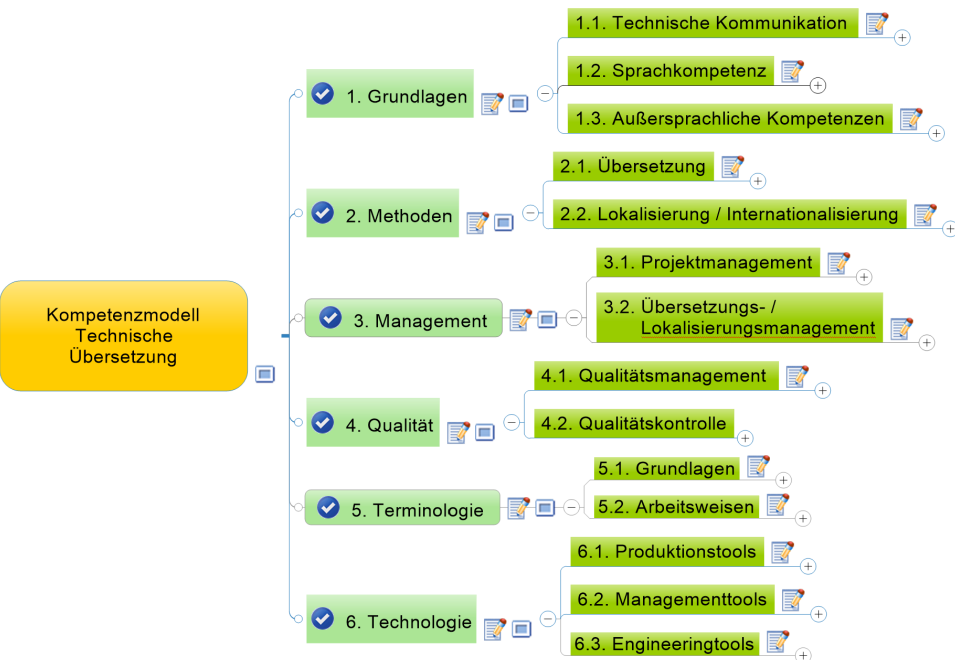 Kompetenzmodell
Technische
Übersetzung
1. Grundlagen
1.1. Technische Kommunikation
1.2. Sprachkompetenz
1.3. Außersprachliche Kompetenzen
2. Methoden
2.1. Übersetzung
2.2. Lokalisierung / Internationalisierung
3. Management
3.1. Projektmanagement
3.2. Übersetzungs- /
Lokalisierungsmanagement
4. Qualität
4.1. Qualitätsmanagement
4.2. Qualitätskontrolle
5. Terminologie
5.1. Grundlagen
5.2. Arbeitsweisen
6. Technologie
6.1. Produktionstools
6.2. Managementtools
6.3. Engineeringtools